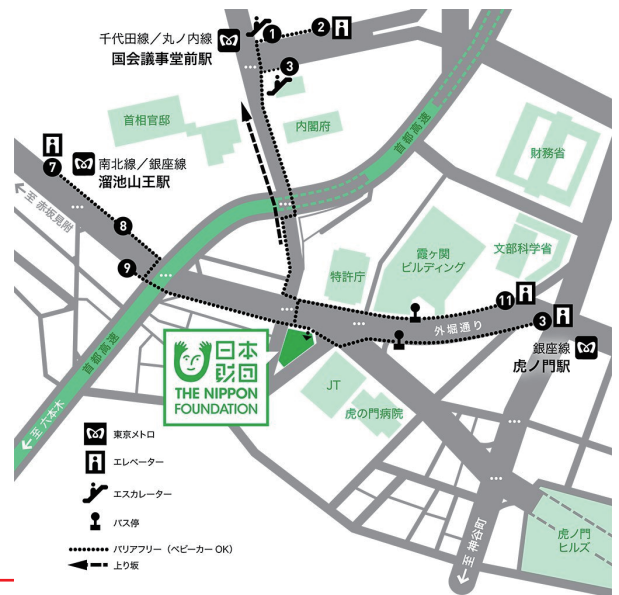 千代田線／丸ノ内線
国会議事堂前駅
1
2
3
首相官邸
内閣府
首都高速
財務省
7
南北線／銀座線
溜池山王駅
←至 赤坂見附
8
9
特許庁
霞ヶ関
ビルディング
文部科学省
11
3
外堀通り
銀座線
虎ノ門駅
首都高速
←至 六本木
日本
財団
THE NIPPON
FOUNDATION
JT
虎の門病院
東京メトロ
エレベーター
エスカレーター
バス停
バリアフリー（ベビーカーOK）
上り坂
←至 神谷町
虎ノ門
ヒルズ